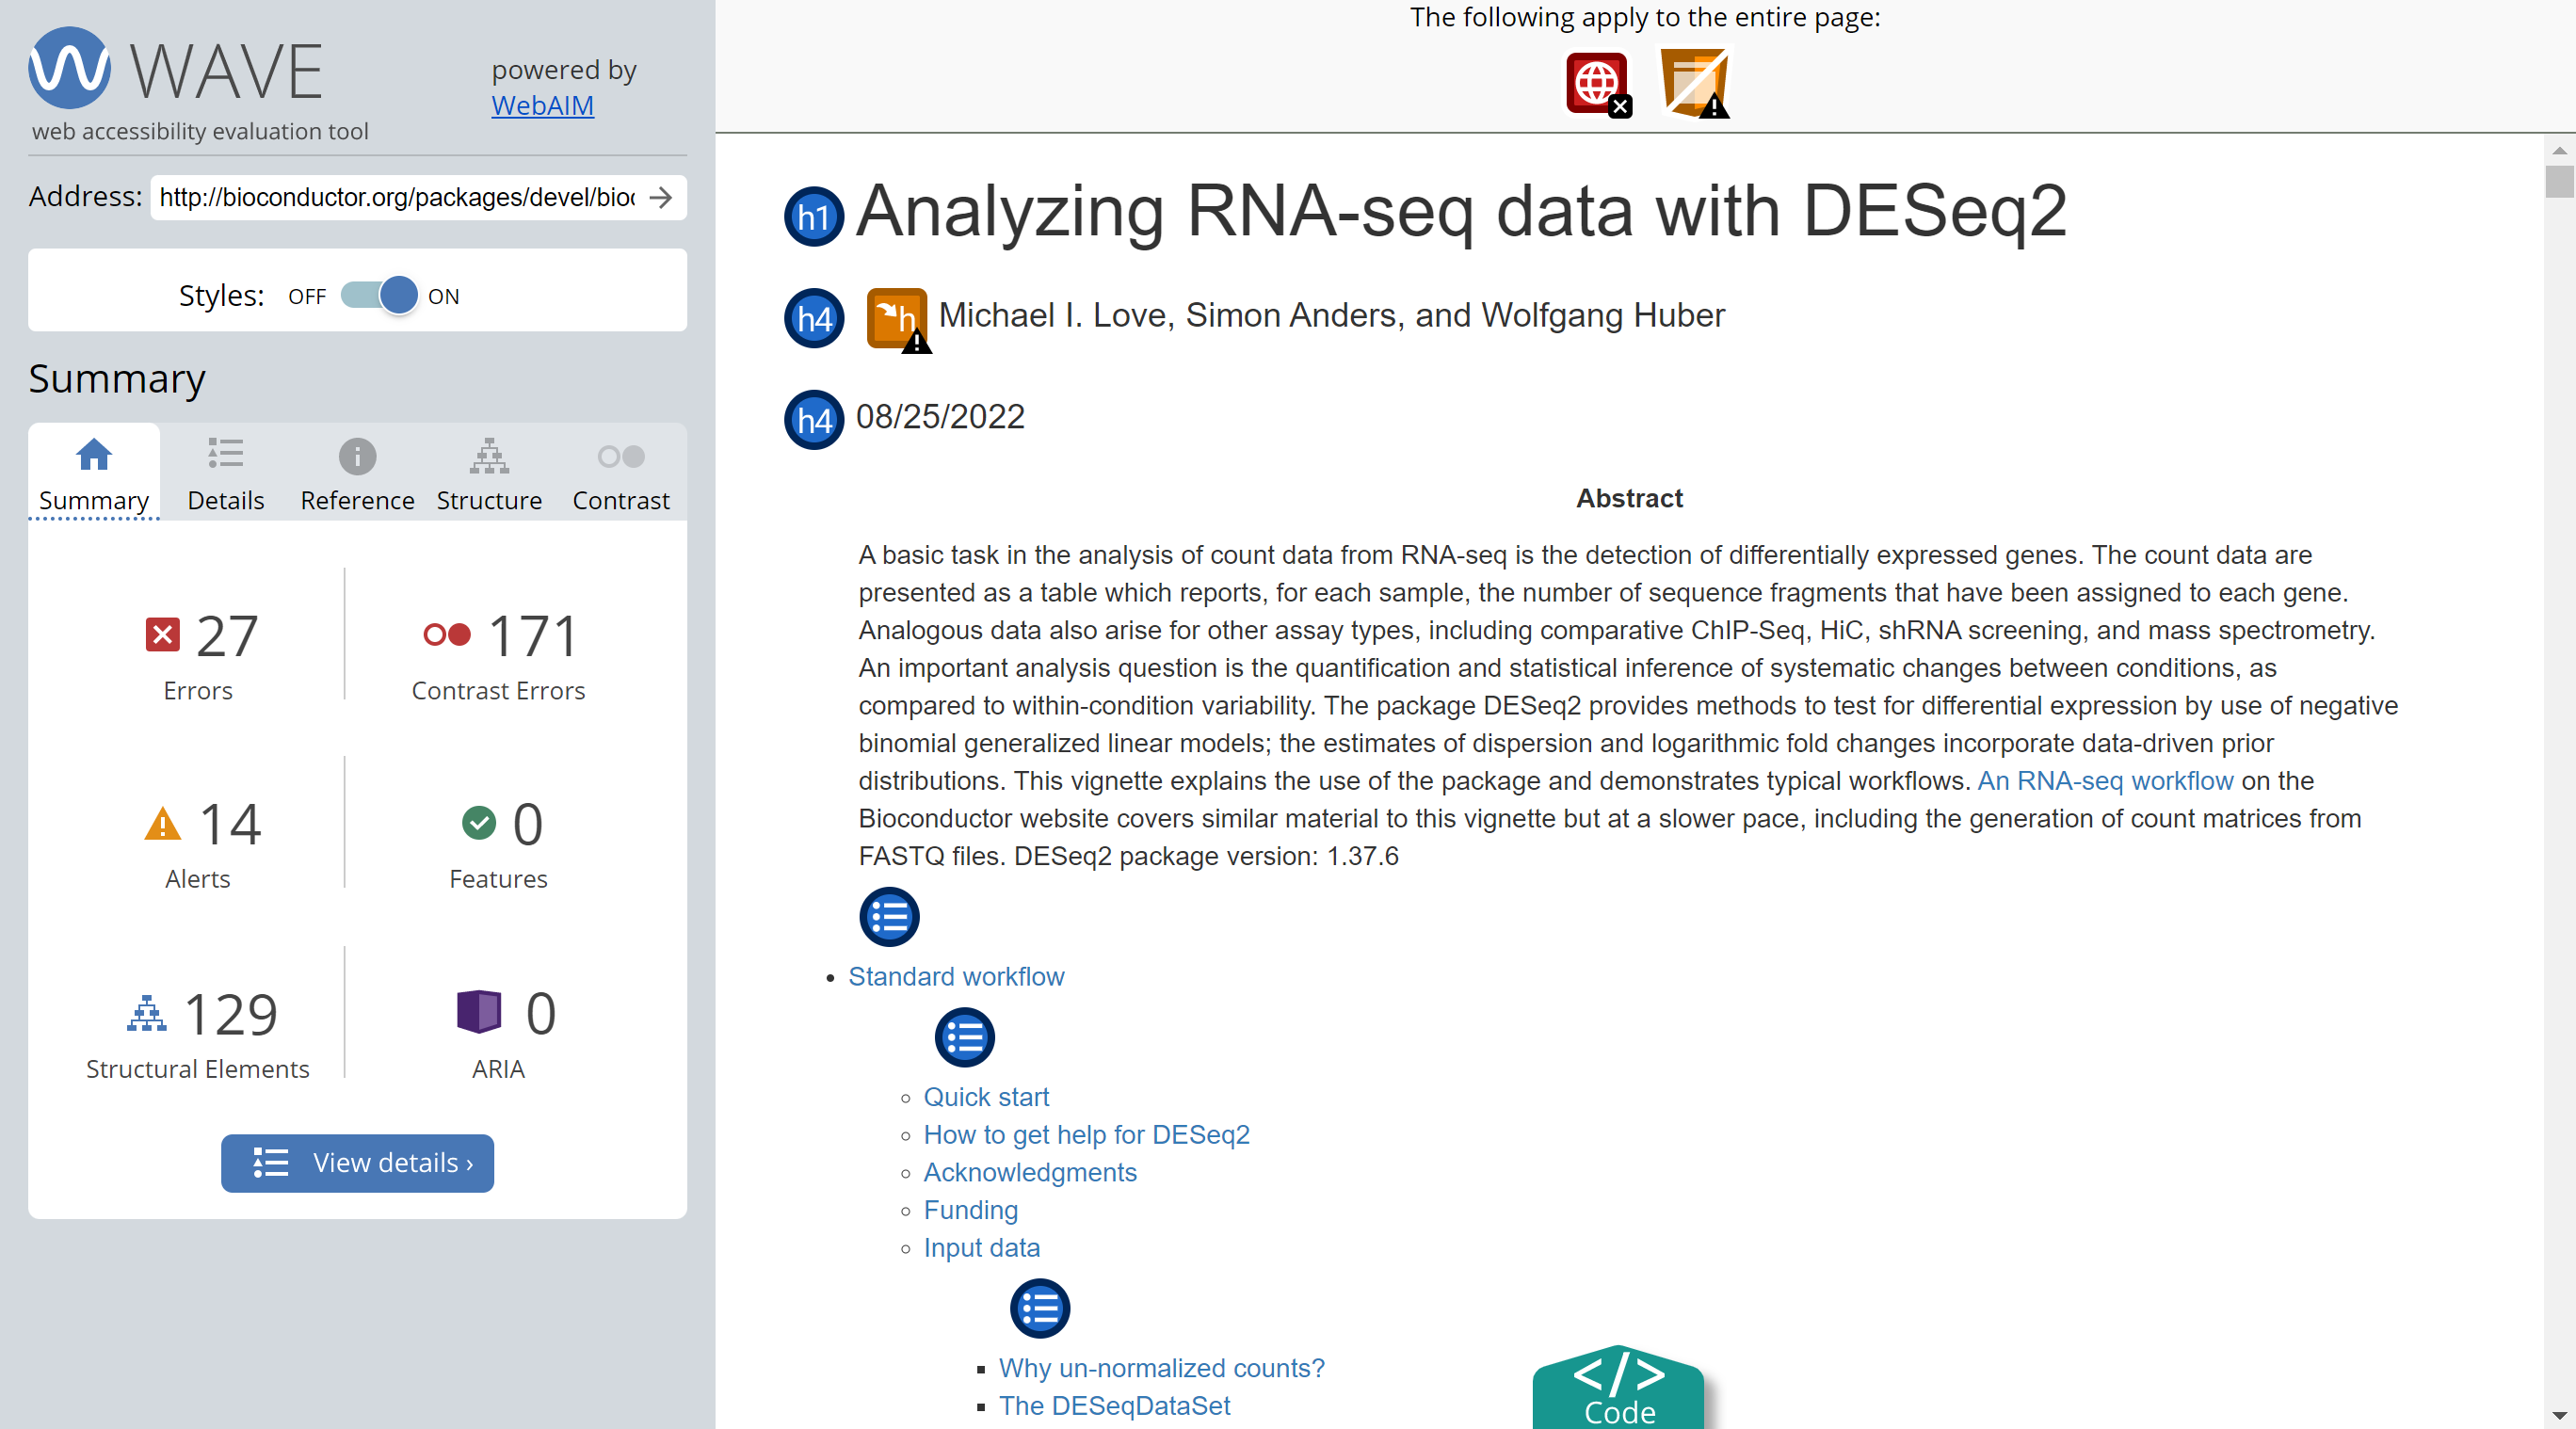 WAVE
powered by
WebAIM
web accessibility evaluation tool
Address: http://bioconductor.org/packages/devel/bioc
Styles: OFF ON
Summary
Summary Details Reference Structure Contrast
27 171
Errors Contrast Errors
14 0
Alerts Features
129 0
Structural Elements ARIA
View details ›
The following apply to the entire page:
h1 Analyzing RNA-seq data with DESeq2
h4 h Michael I. Love, Simon Anders, and Wolfgang Huber
h4 08/25/2022
Abstract
A basic task in the analysis of count data from RNA-seq is the detection of differentially expressed genes. The count data are
presented as a table which reports, for each sample, the number of sequence fragments that have been assigned to each gene.
Analogous data also arise for other assay types, including comparative ChIP-Seq, HiC, shRNA screening, and mass spectrometry.
An important analysis question is the quantification and statistical inference of systematic changes between conditions, as
compared to within-condition variability. The package DESeq2 provides methods to test for differential expression by use of negative
binomial generalized linear models; the estimates of dispersion and logarithmic fold changes incorporate data-driven prior
distributions. This vignette explains the use of the package and demonstrates typical workflows. An RNA-seq workflow on the
Bioconductor website covers similar material to this vignette but at a slower pace, including the generation of count matrices from
FASTQ files. DESeq2 package version: 1.37.6
• Standard workflow
◦ Quick start
◦ How to get help for DESeq2
◦ Acknowledgments
◦ Funding
◦ Input data
▪ Why un-normalized counts?
▪ The DESeqDataSet
</>
Code